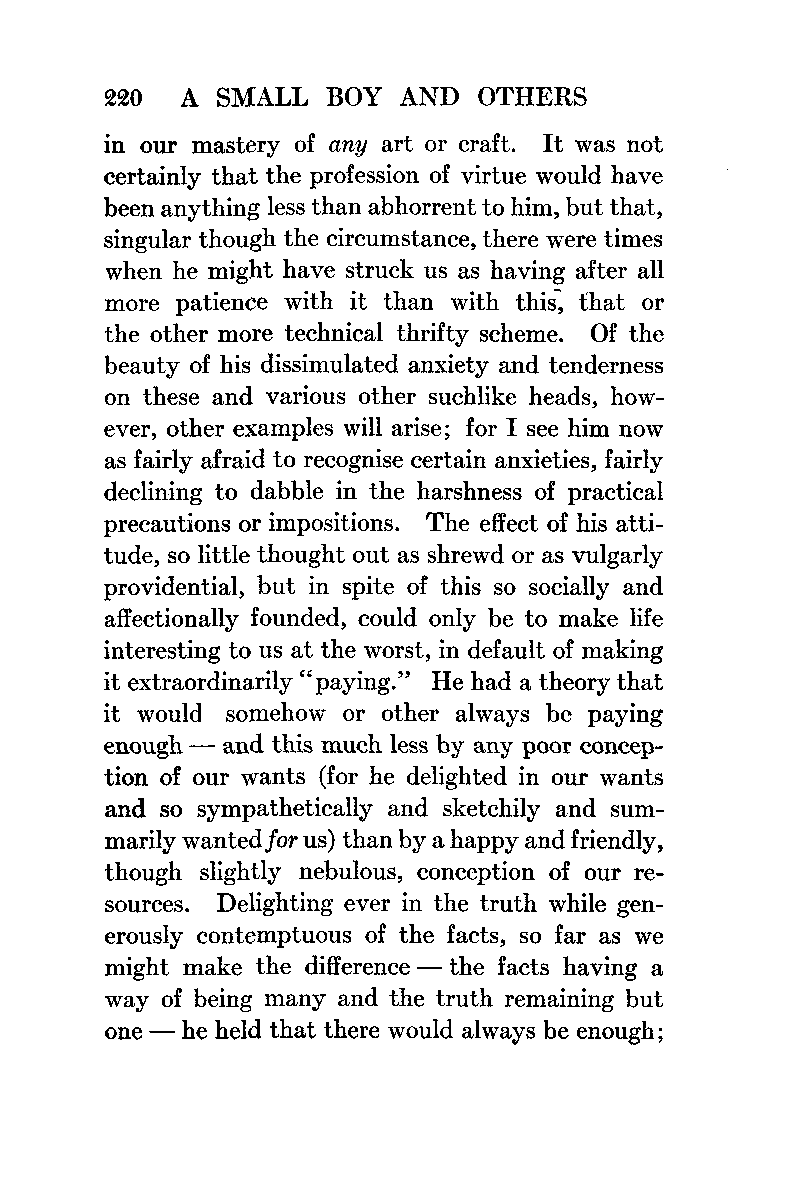 220 A SMALL BOY AND OTHERS
in our mastery of any art or craft. It was not
certainly that the profession of virtue would have
been anything less than abhorrent to him, but that,
singular though the circumstance, there were times
when he might have struck us as having after all
more patience with it than with this, that or
the other more technical thrifty scheme. Of the
beauty of his dissimulated anxiety and tenderness
on these and various other suchlike heads, how-
ever, other examples will arise; for I see him now
as fairly afraid to recognise certain anxieties, fairly
declining to dabble in the harshness of practical
precautions or impositions. The effect of his atti-
tude, so little thought out as shrewd or as vulgarly
providential, but in spite of this so socially and
affectionally founded, could only be to make life
interesting to us at the worst, in default of making
it extraordinarily “paying.” He had a theory that
it would somehow or other always be paying
enough — and this much less by any poor concep-
tion of our wants (for he delighted in our wants
and so sympathetically and sketchily and sum-
marily wanted for us) than by a happy and friendly,
though slightly nebulous, conception of our re-
sources. Delighting ever in the truth while gen-
erously contemptuous of the facts, so far as we
might make the difference — the facts having a
way of being many and the truth remaining but
one — he held that there would always be enough;